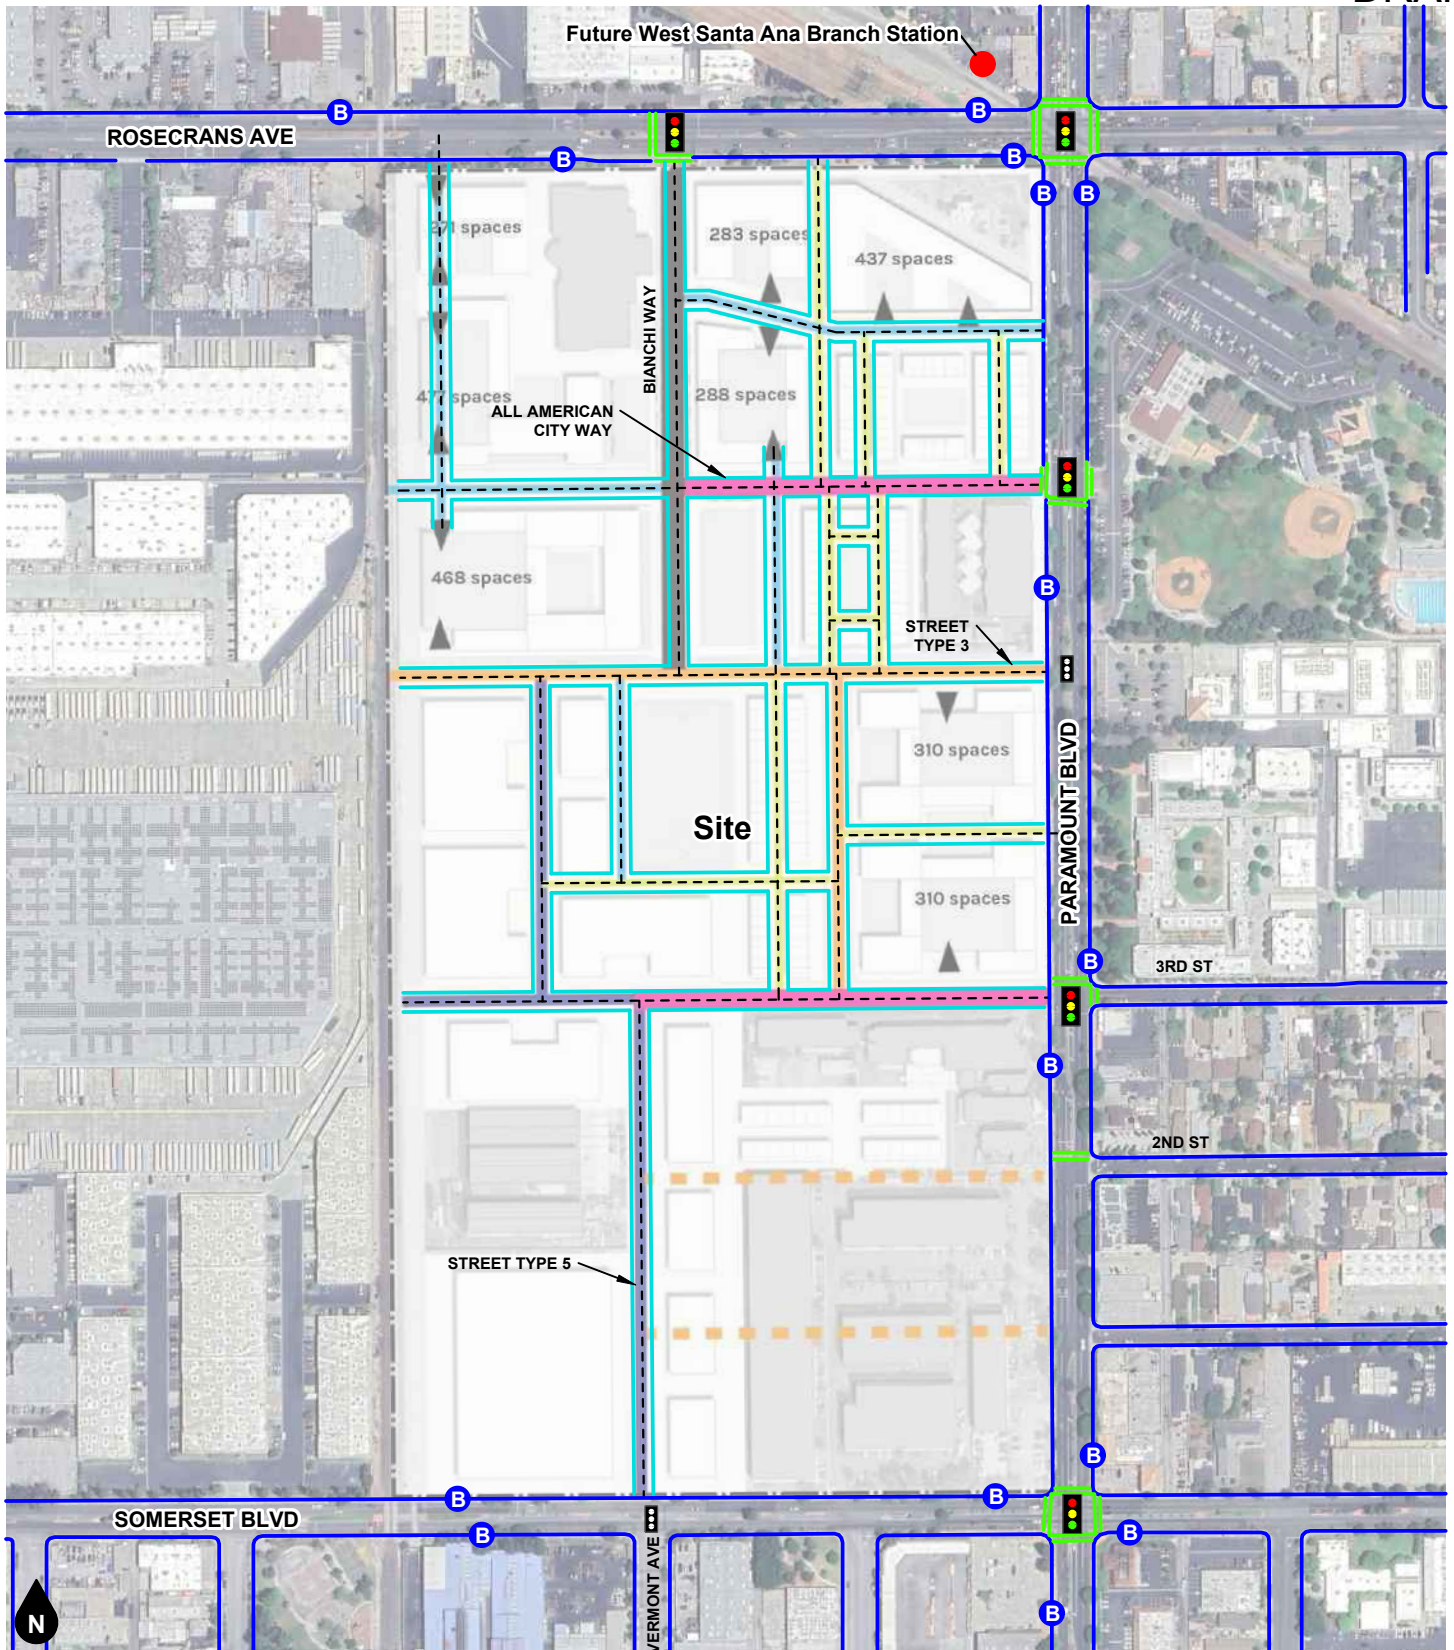 Future West Santa Ana Branch Station
B
B
ROSECRANS AVE
B
B
B
B
271 spaces
283 spaces
437 spaces
BIANCHI WAY
spaces
288 spaces
ALL AMERICAN
CITY WAY
468 spaces
B
STREET
TYPE 3
310 spaces
Site
PARAMOUNT BLVD
310 spaces
B
3RD ST
B
2ND ST
STREET TYPE 5
B
B
B
SOMERSET BLVD
B
B
VERMONT AVE
B
N